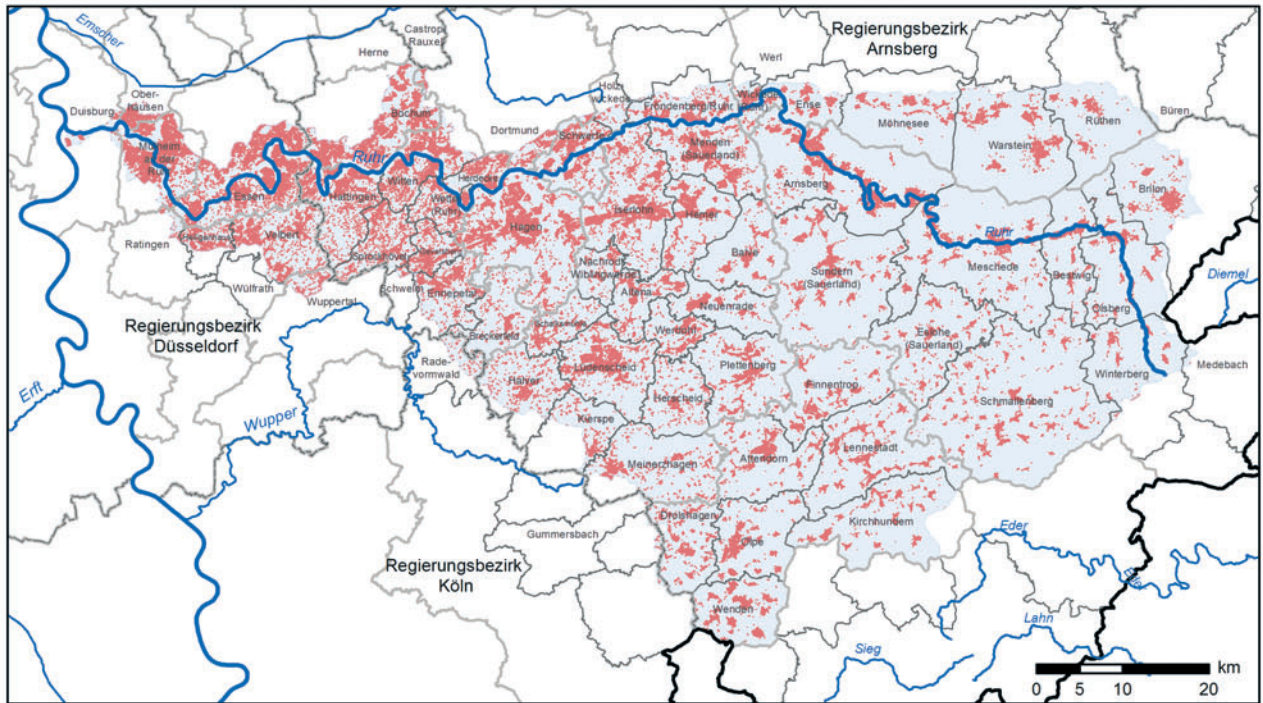 Emscher
Castrop
Rauxel
Regierungsbezirk
Arnsberg
Herne
Werl
Ober-
hausen
Duisburg
Holz
wickede
Fröndenberg/Ruhr
Ense
Bochum
Möhnesee
Rüthen
Büren
Dortmund
Schwerte
Mülheim
an der
Menden
(Sauerland)
Warstein
Ruhr
Herdecke
Witten
Arnsberg
Brilon
Essen
Hattingen
Wetter
(Ruhr)
Iserlohn
Hemer
Hagen
Ruhr
Velbert
Ratingen
Sprockhövel
Nachrodt-
Wiblingwerde
Balve
Sundern
(Sauerland)
Meschede
Bestwig
Diemel
Wülfrath
Schwelm
Ennepetal
Altena
Wuppertal
Neuenrade
Olsberg
Regierungsbezirk
Düsseldorf
Breckerfeld
Schalksmühle
Werdohl
Eslohe
(Sauerland)
Rade-
vormwald
Lüdenscheid
Plettenberg
Medebach
Winterberg
Erft
Halver
Herscheid
Finnentrop
Schmallenberg
Kierspe
Wupper
Lennestadt
Attendorn
Meinerzhagen
Drolshagen
Kirchhundem
Gummersbach
Olpe
Eder
Regierungsbezirk
Köln
Eder
Wenden
Lahn
Sieg
km
0 5 10 20